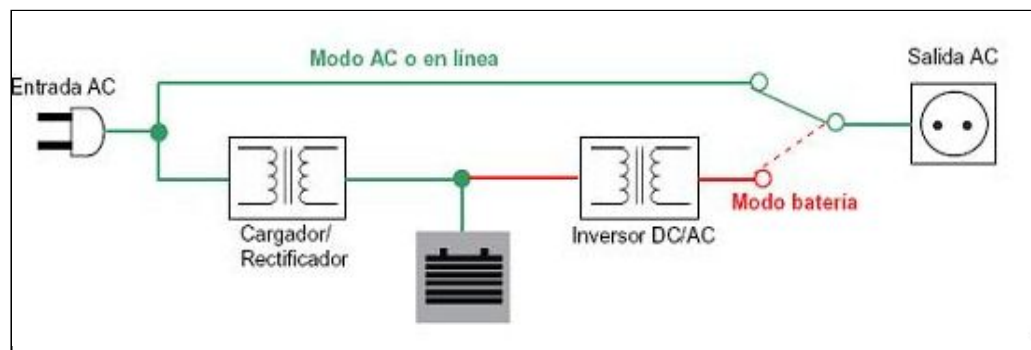 Modo AC o en línea
Salida AC
Entrada AC
Modo batería
Cargador/
Rectificador
Inversor DC/AC